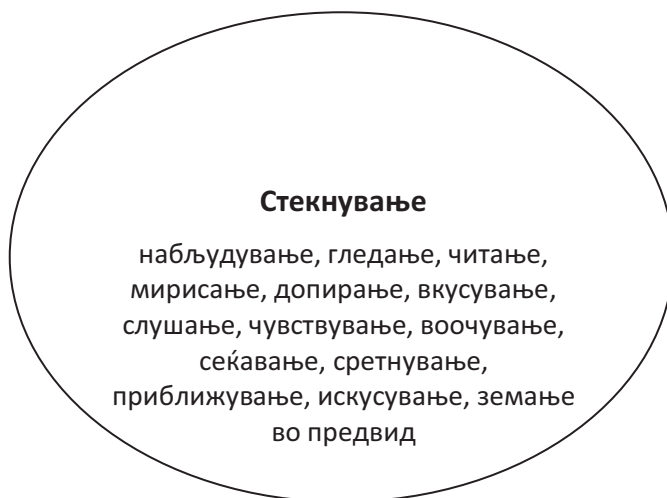 Стекнување
набљудување, гледање, читање,
мирисање, допирање, вкусување,
слушање, чувствување, воочување,
сеќавање, сретнување,
приближување, искусување, земање
во предвид